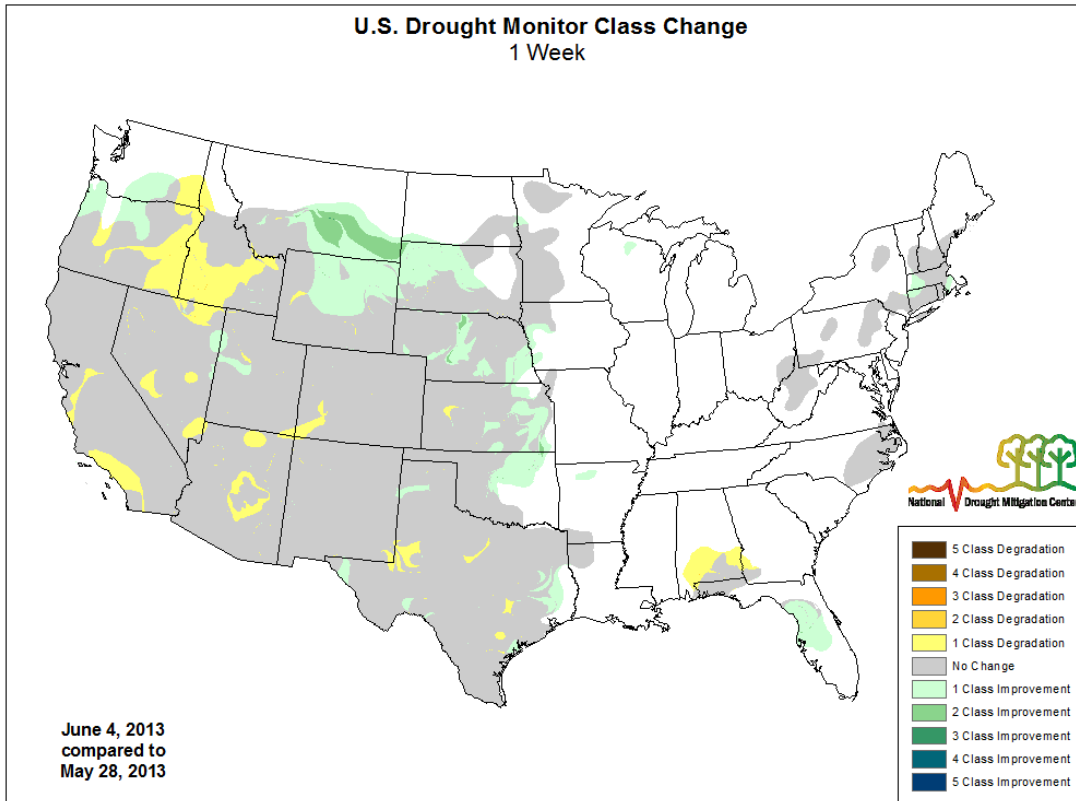 U.S. Drought Monitor Class Change
1 Week
National Drought Mitigation Center
5 Class Degradation
4 Class Degradation
3 Class Degradation
2 Class Degradation
1 Class Degradation
No Change
1 Class Improvement
2 Class Improvement
3 Class Improvement
4 Class Improvement
5 Class Improvement
June 4, 2013
compared to
May 28, 2013